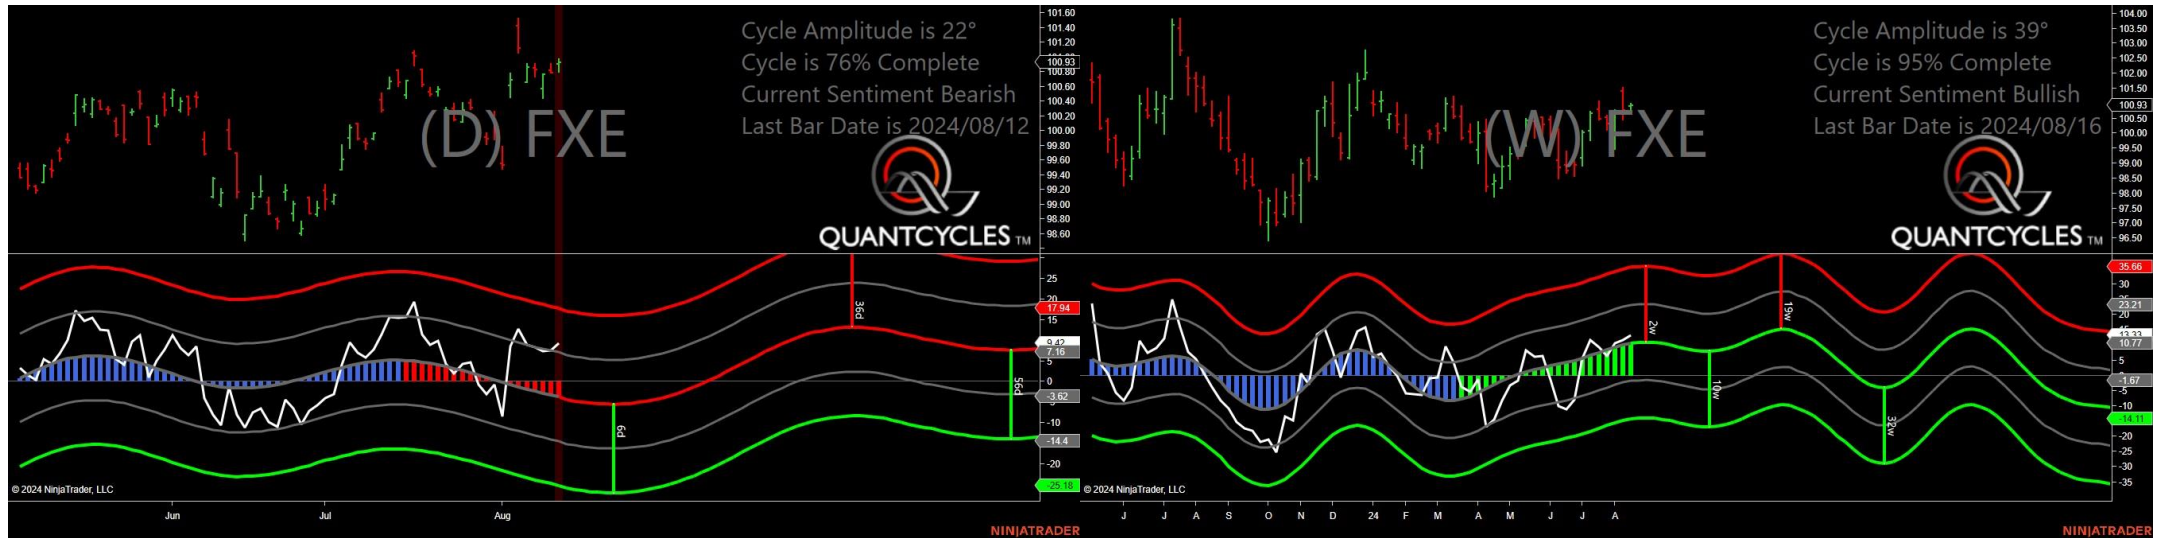 Cycle Amplitude is 22°
Cycle is 76% Complete
Current Sentiment Bearish
Last Bar Date is 2024/08/12
(D) FXE
QUANTCYCLES TM
101.60
101.40
101.20
100.93
100.80
100.60
100.40
100.20
100.00
99.80
99.60
99.40
99.20
99.00
98.80
98.60
25
20
17.94
15
9.42
7.16
5
0
-3.62
-10
-14.4
-20
-25.18
36d
6d
56d
© 2024 NinjaTrader, LLC
Jun
Jul
Aug
NINJATRADER
Cycle Amplitude is 39°
Cycle is 95% Complete
Current Sentiment Bullish
Last Bar Date is 2024/08/16
(W) FXE
QUANTCYCLES TM
104.00
103.50
103.00
102.50
102.00
101.50
100.93
100.50
100.00
99.50
99.00
98.50
98.00
97.50
97.00
96.50
35.66
30
23.21
20
13.33
10.77
5
-1.67
-5
-10
-14.11
-20
-25
-30
-35
2w
19w
10w
32w
© 2024 NinjaTrader, LLC
J
J
A
S
O
N
D
24
F
M
A
M
J
J
A
NINJATRADER